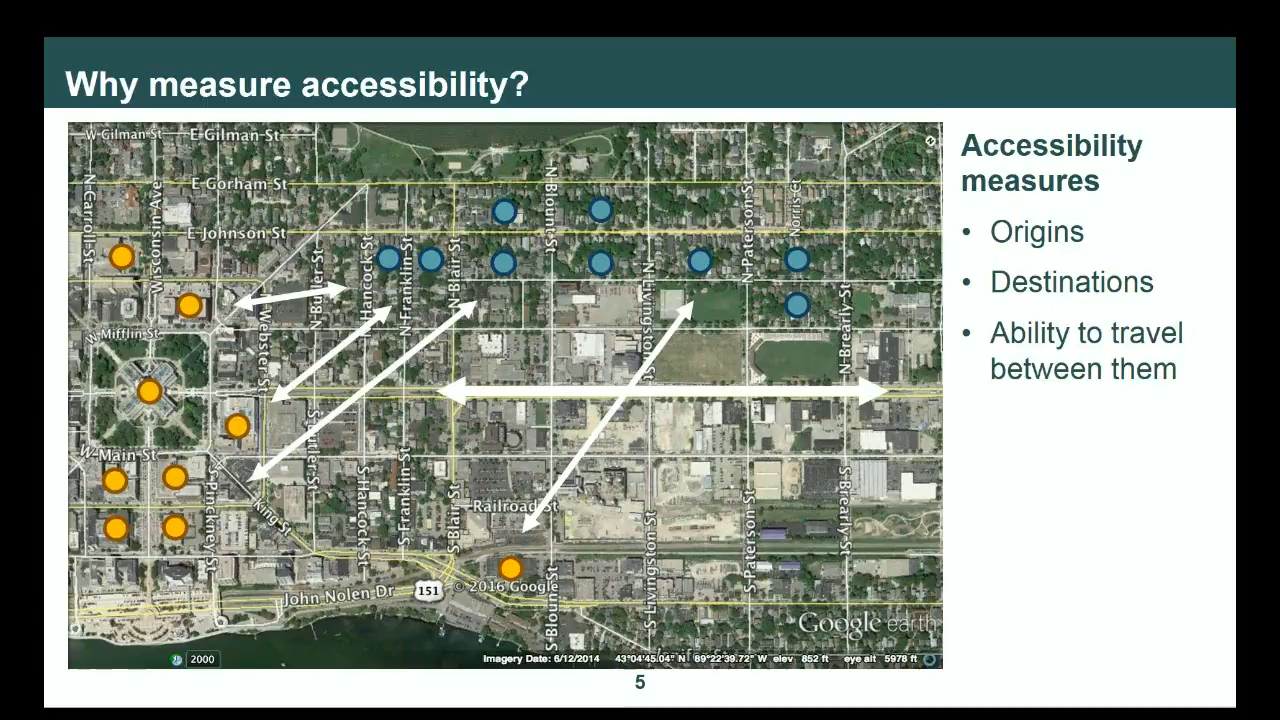 Why measure accessibility?
W Gilman St
E Gilman St
E Gorham St
E Johnson St
N Carroll St
Wisconsin Ave
N Butler St
Hancock St
N Franklin St
N Blair St
N Blount St
N Livingston St
N Paterson St
Norris Ct
N Brearly St
W Mifflin St
Webster St
W Main St
S Pinckney St
King St
S Butler St
S Hancock St
S Franklin St
S Blair St
Railroad St
S Blount St
S Livingston St
S Paterson St
S Brearly St
John Nolen Dr
151
© 2016 Google
Google earth
2000
Imagery Date: 6/12/2014 43°04'45.04" N 89°22'39.72" W elev 852 ft eye alt 5978 ft
Accessibility
measures
• Origins
• Destinations
• Ability to travel
between them
5